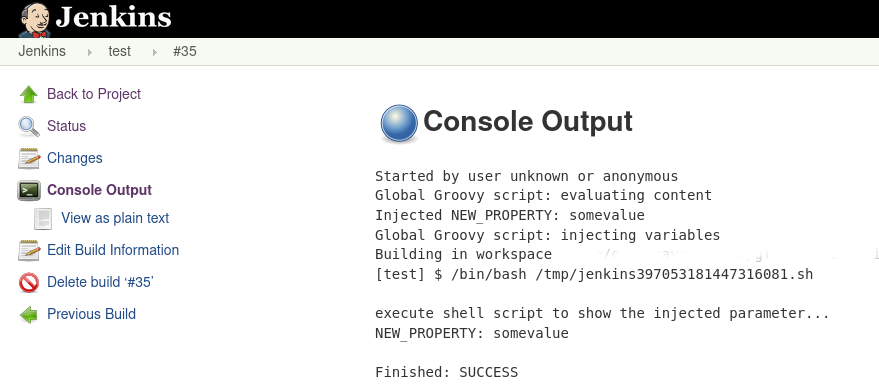 Jenkins
Jenkins test #35
Back to Project
Status
Changes
Console Output
View as plain text
Edit Build Information
Delete build ‘#35’
Previous Build
Console Output
Started by user unknown or anonymous
Global Groovy script: evaluating content
Injected NEW_PROPERTY: somevalue
Global Groovy script: injecting variables
Building in workspace
[test] $ /bin/bash /tmp/jenkins397053181447316081.sh
execute shell script to show the injected parameter...
NEW_PROPERTY: somevalue
Finished: SUCCESS